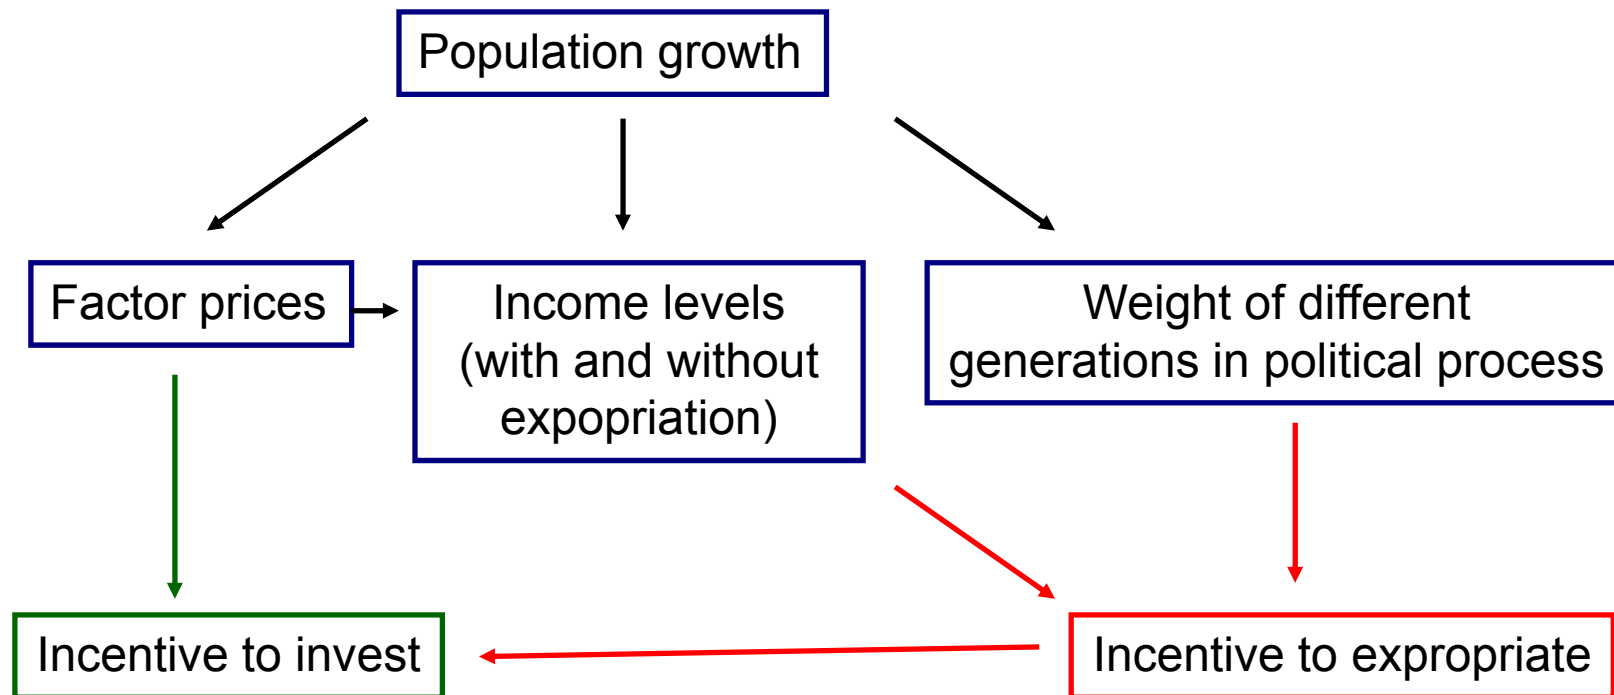 Population growth
Factor prices
Income levels
(with and without
expopriation)
Weight of different
generations in political process
Incentive to invest
Incentive to expropriate